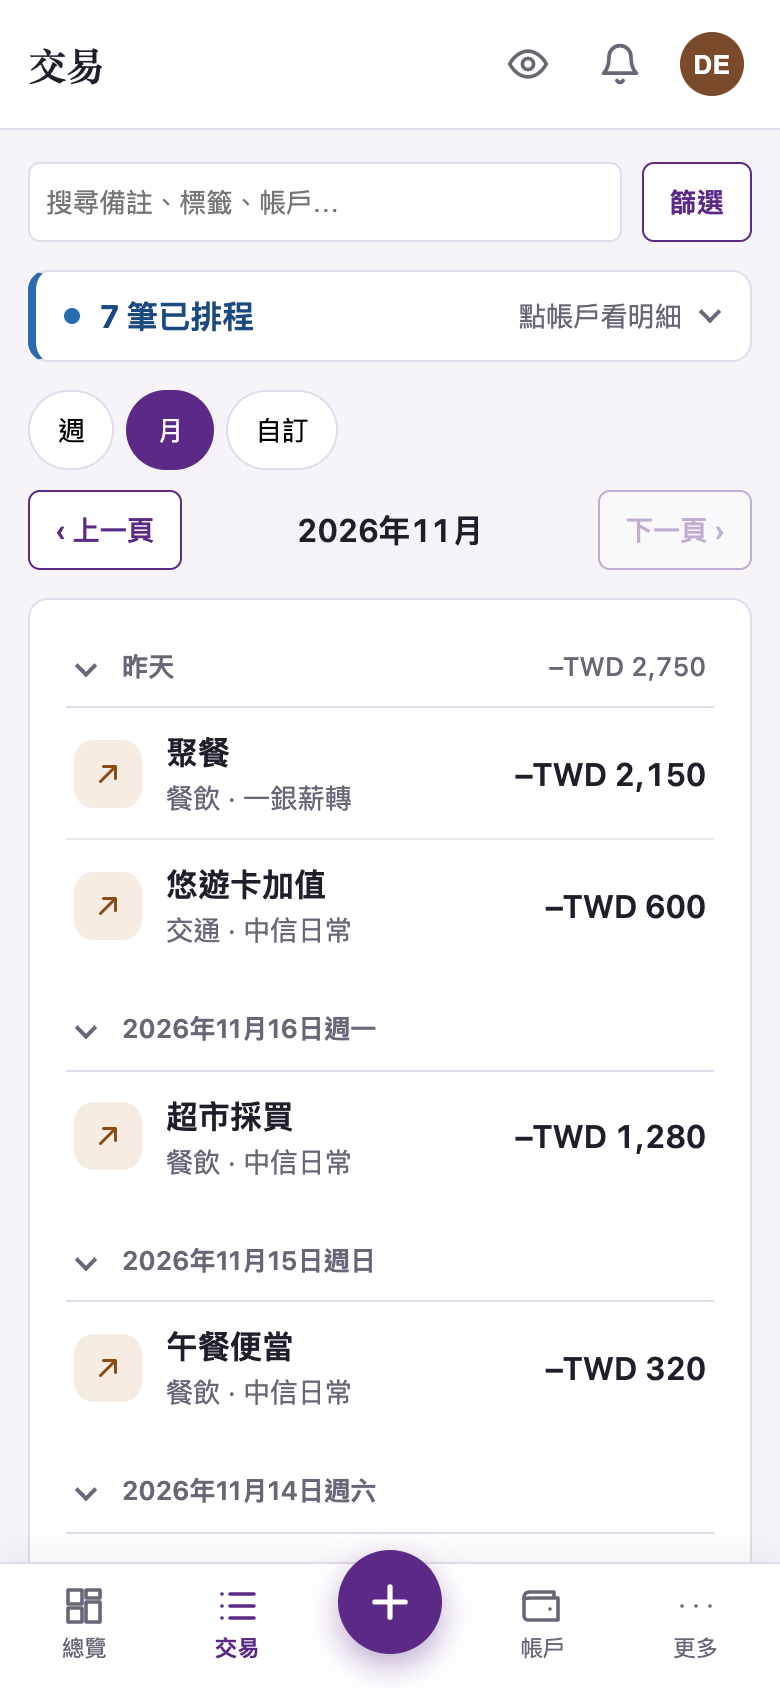 交易
DE
搜尋備註、標籤、帳戶...
篩選
7 筆已排程
點帳戶看明細
週
月
自訂
‹ 上一頁
2026年11月
下一頁 ›
昨天
–TWD 2,750
聚餐
–TWD 2,150
餐飲 · 一銀薪轉
悠遊卡加值
–TWD 600
交通 · 中信日常
2026年11月16日週一
超市採買
–TWD 1,280
餐飲 · 中信日常
2026年11月15日週日
午餐便當
–TWD 320
餐飲 · 中信日常
2026年11月14日週六
總覽
交易
帳戶
更多